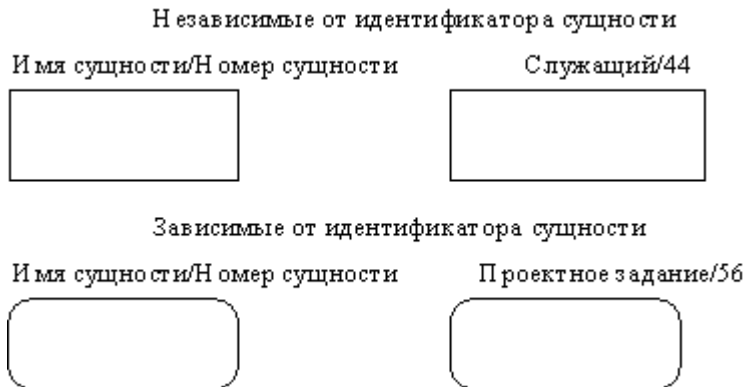 Независимые от идентификатора сущности
Имя сущности/Номер сущности Служащий/44
Зависимые от идентификатора сущности
Имя сущности/Номер сущности Проектное задание/56